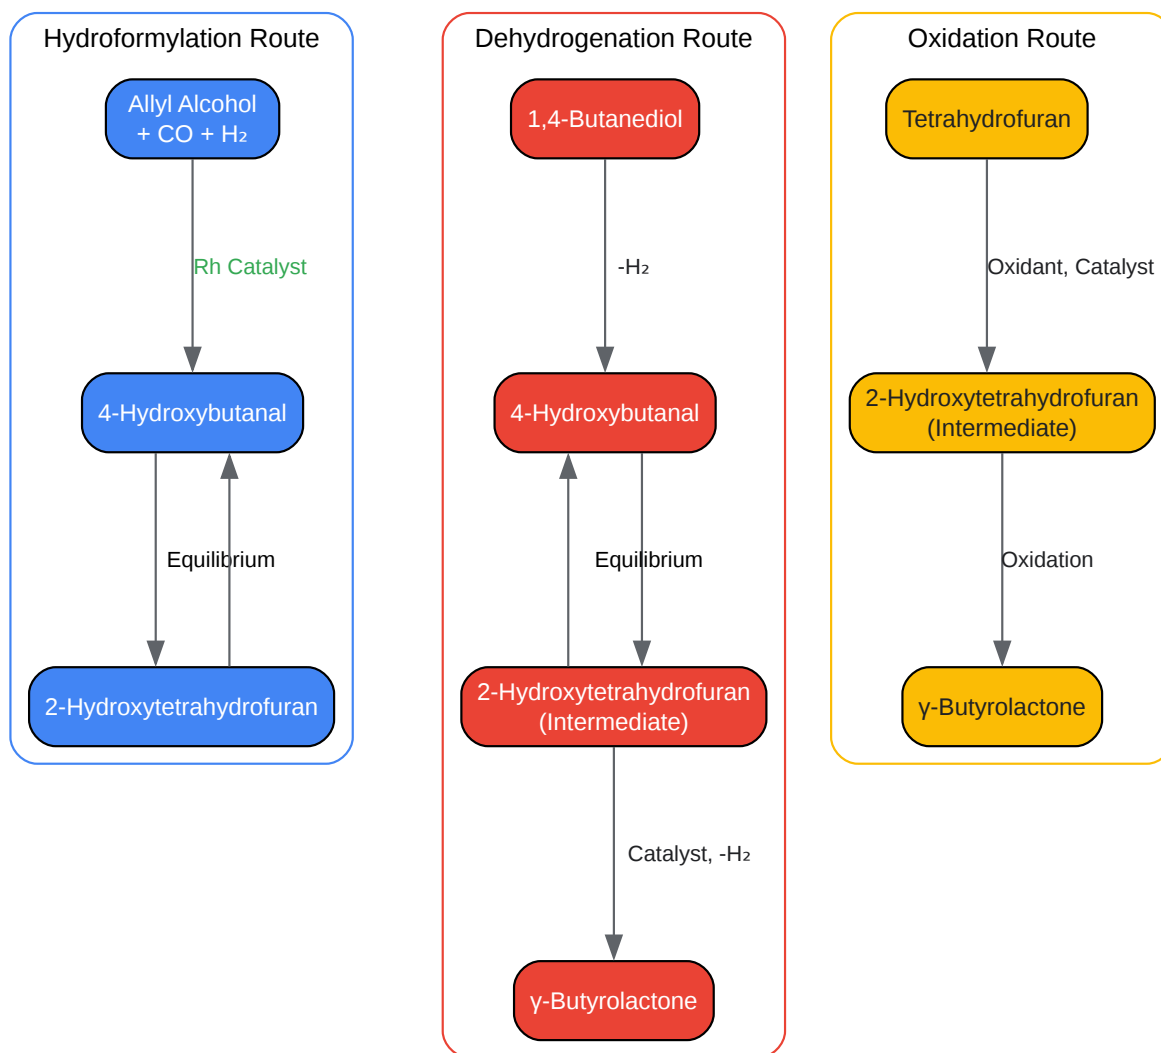 Hydroformylation Route
Allyl Alcohol
+ CO + H₂
Rh Catalyst
4-Hydroxybutanal
Equilibrium
2-Hydroxytetrahydrofuran
Dehydrogenation Route
1,4-Butanediol
-H₂
4-Hydroxybutanal
Equilibrium
2-Hydroxytetrahydrofuran
(Intermediate)
Catalyst, -H₂
γ-Butyrolactone
Oxidation Route
Tetrahydrofuran
Oxidant, Catalyst
2-Hydroxytetrahydrofuran
(Intermediate)
Oxidation
γ-Butyrolactone